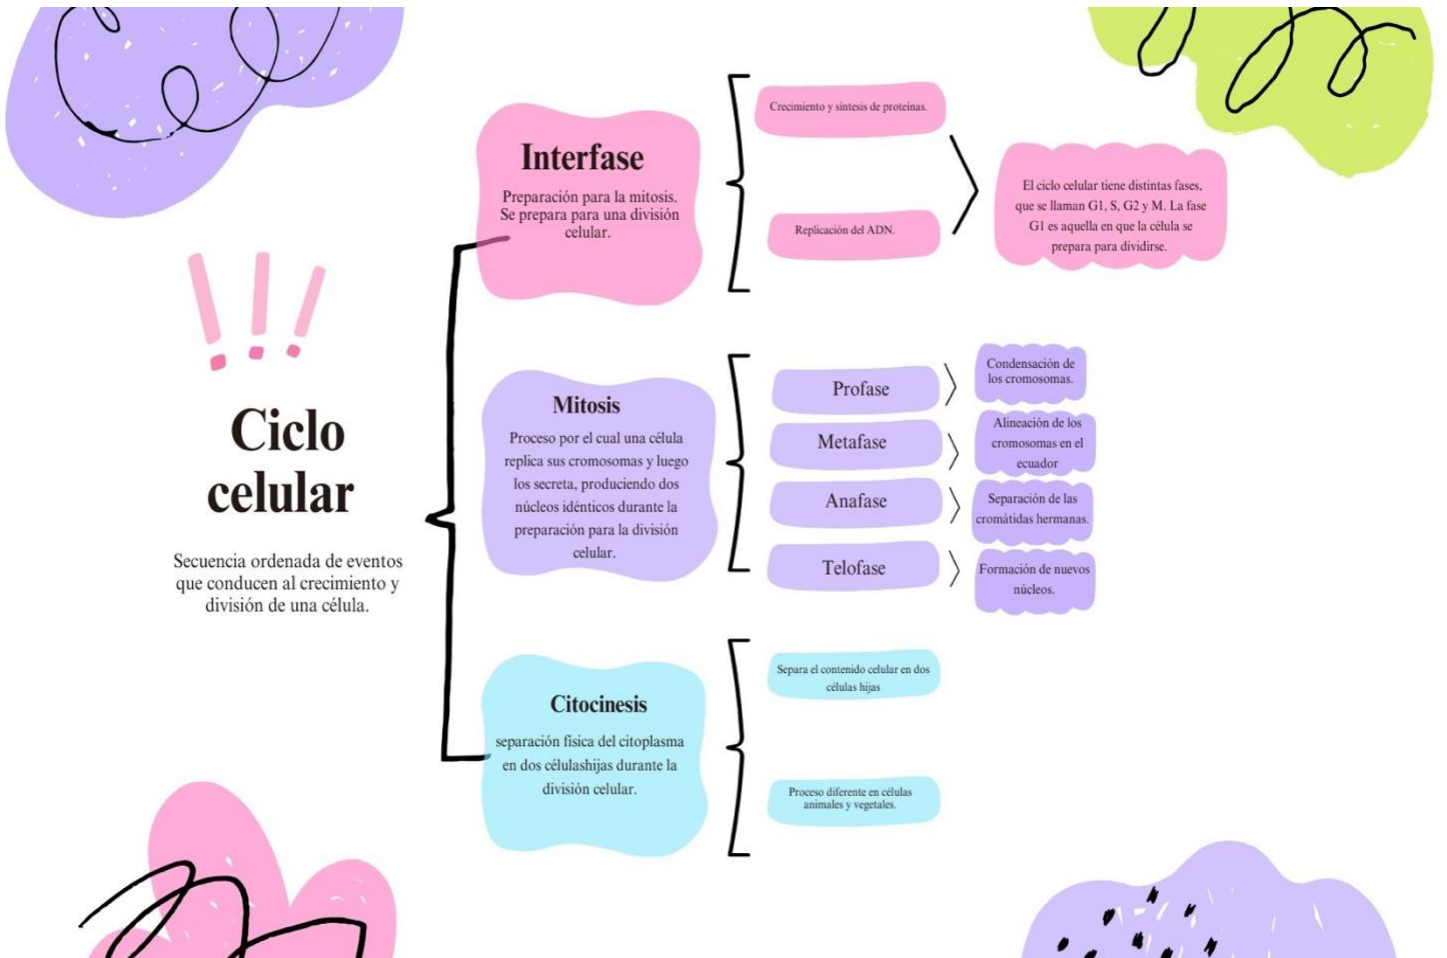 Ciclo
celular
Secuencia ordenada de eventos
que conducen al crecimiento y
división de una célula.
Interfase
Preparación para la mitosis.
Se prepara para una división
celular.
Crecimiento y síntesis de proteínas.
Replicación del ADN.
El ciclo celular tiene distintas fases,
que se llaman G1, S, G2 y M. La fase
G1 es aquella en que la célula se
prepara para dividirse.
Mitosis
Proceso por el cual una célula
replica sus cromosomas y luego
los secreta, produciendo dos
núcleos idénticos durante la
preparación para la división
celular.
Profase
Condensación de
los cromosomas.
Metafase
Alineación de los
cromosomas en el
ecuador
Anafase
Separación de las
cromátidas hermanas.
Telofase
Formación de nuevos
núcleos.
Citocinesis
separación física del citoplasma
en dos célulashijas durante la
división celular.
Separa el contenido celular en dos
células hijas
Proceso diferente en células
animales y vegetales.